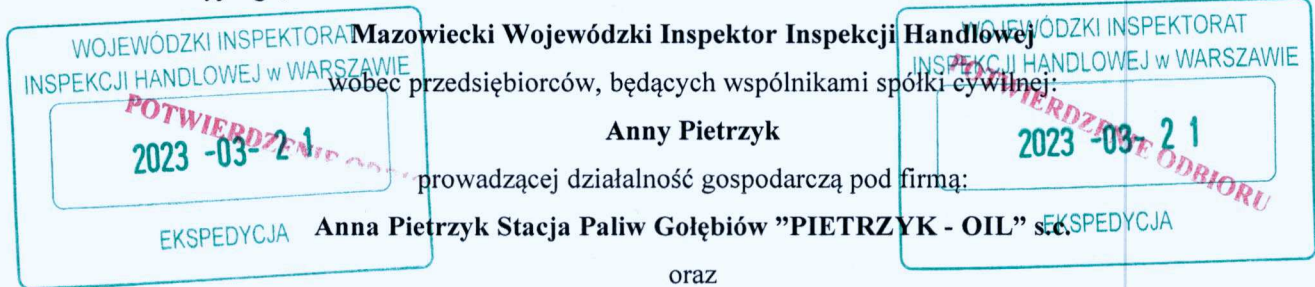 WOJEWÓDZKI INSPEKTORAT
INSPEKCJI HANDLOWEJ w WARSZAWIE
POTWIERDZENIE
2023 -03- 2 1
EKSPEDYCJA
Mazowiecki Wojewódzki Inspektor Inspekcji Handlowej
wobec przedsiębiorców, będących wspólnikami spółki cywilnej:
Anny Pietrzyk
prowadzącej działalność gospodarczą pod firmą:
Anna Pietrzyk Stacja Paliw Gołębiów ”PIETRZYK - OIL” s.c.
oraz
WOJEWÓDZKI INSPEKTORAT
INSPEKCJI HANDLOWEJ w WARSZAWIE
POTWIERDZENIE ODBIORU
2023 -03- 2 1
EKSPEDYCJA